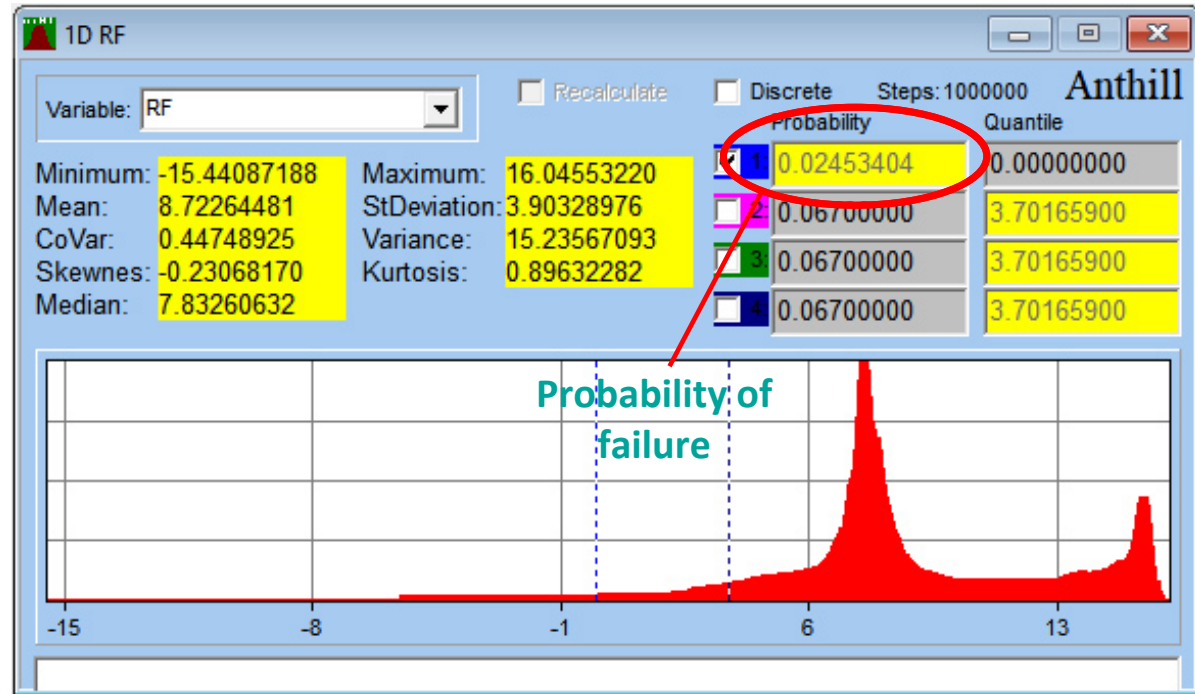 1D RF
Variable: RF
Recalculate
Discrete Steps: 1000000 Anthill
Probability Quantile
Minimum: -15.44087188 Maximum: 16.04553220 1: 0.02453404 0.00000000
Mean: 8.72264481 StDeviation: 3.90328976 2: 0.06700000 3.70165900
CoVar: 0.44748925 Variance: 15.23567093 3: 0.06700000 3.70165900
Skewnes: -0.23068170 Kurtosis: 0.89632282
Median: 7.83260632 4: 0.06700000 3.70165900
Probability of
failure
-15 -8 -1 6 13